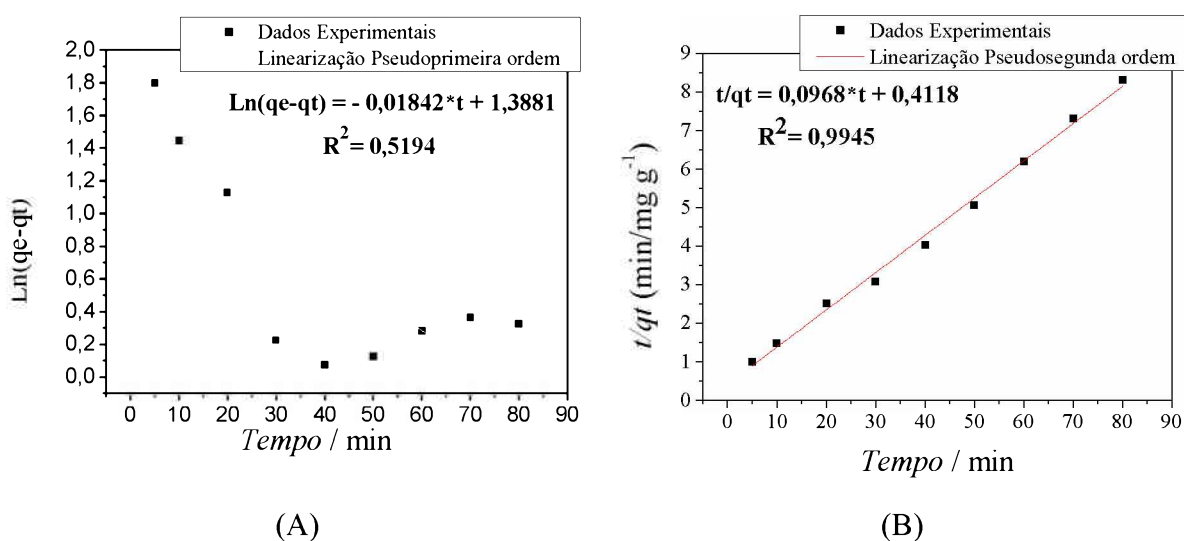 Dados Experimentais
Linearização Pseudoprimeira ordem
Ln(qe-qt) = - 0,01842*t + 1,3881
R²= 0,5194
2,0
1,8
1,6
1,4
1,2
1,0
0,8
0,6
0,4
0,2
0,0
Ln(qe-qt)
0 10 20 30 40 50 60 70 80 90
Tempo / min
(A)
Dados Experimentais
Linearização Pseudosegunda ordem
t/qt = 0,0968*t + 0,4118
R²= 0,9945
9
8
7
6
5
4
3
2
1
0
t/qt (min/mg g⁻¹)
0 10 20 30 40 50 60 70 80 90
Tempo / min
(B)